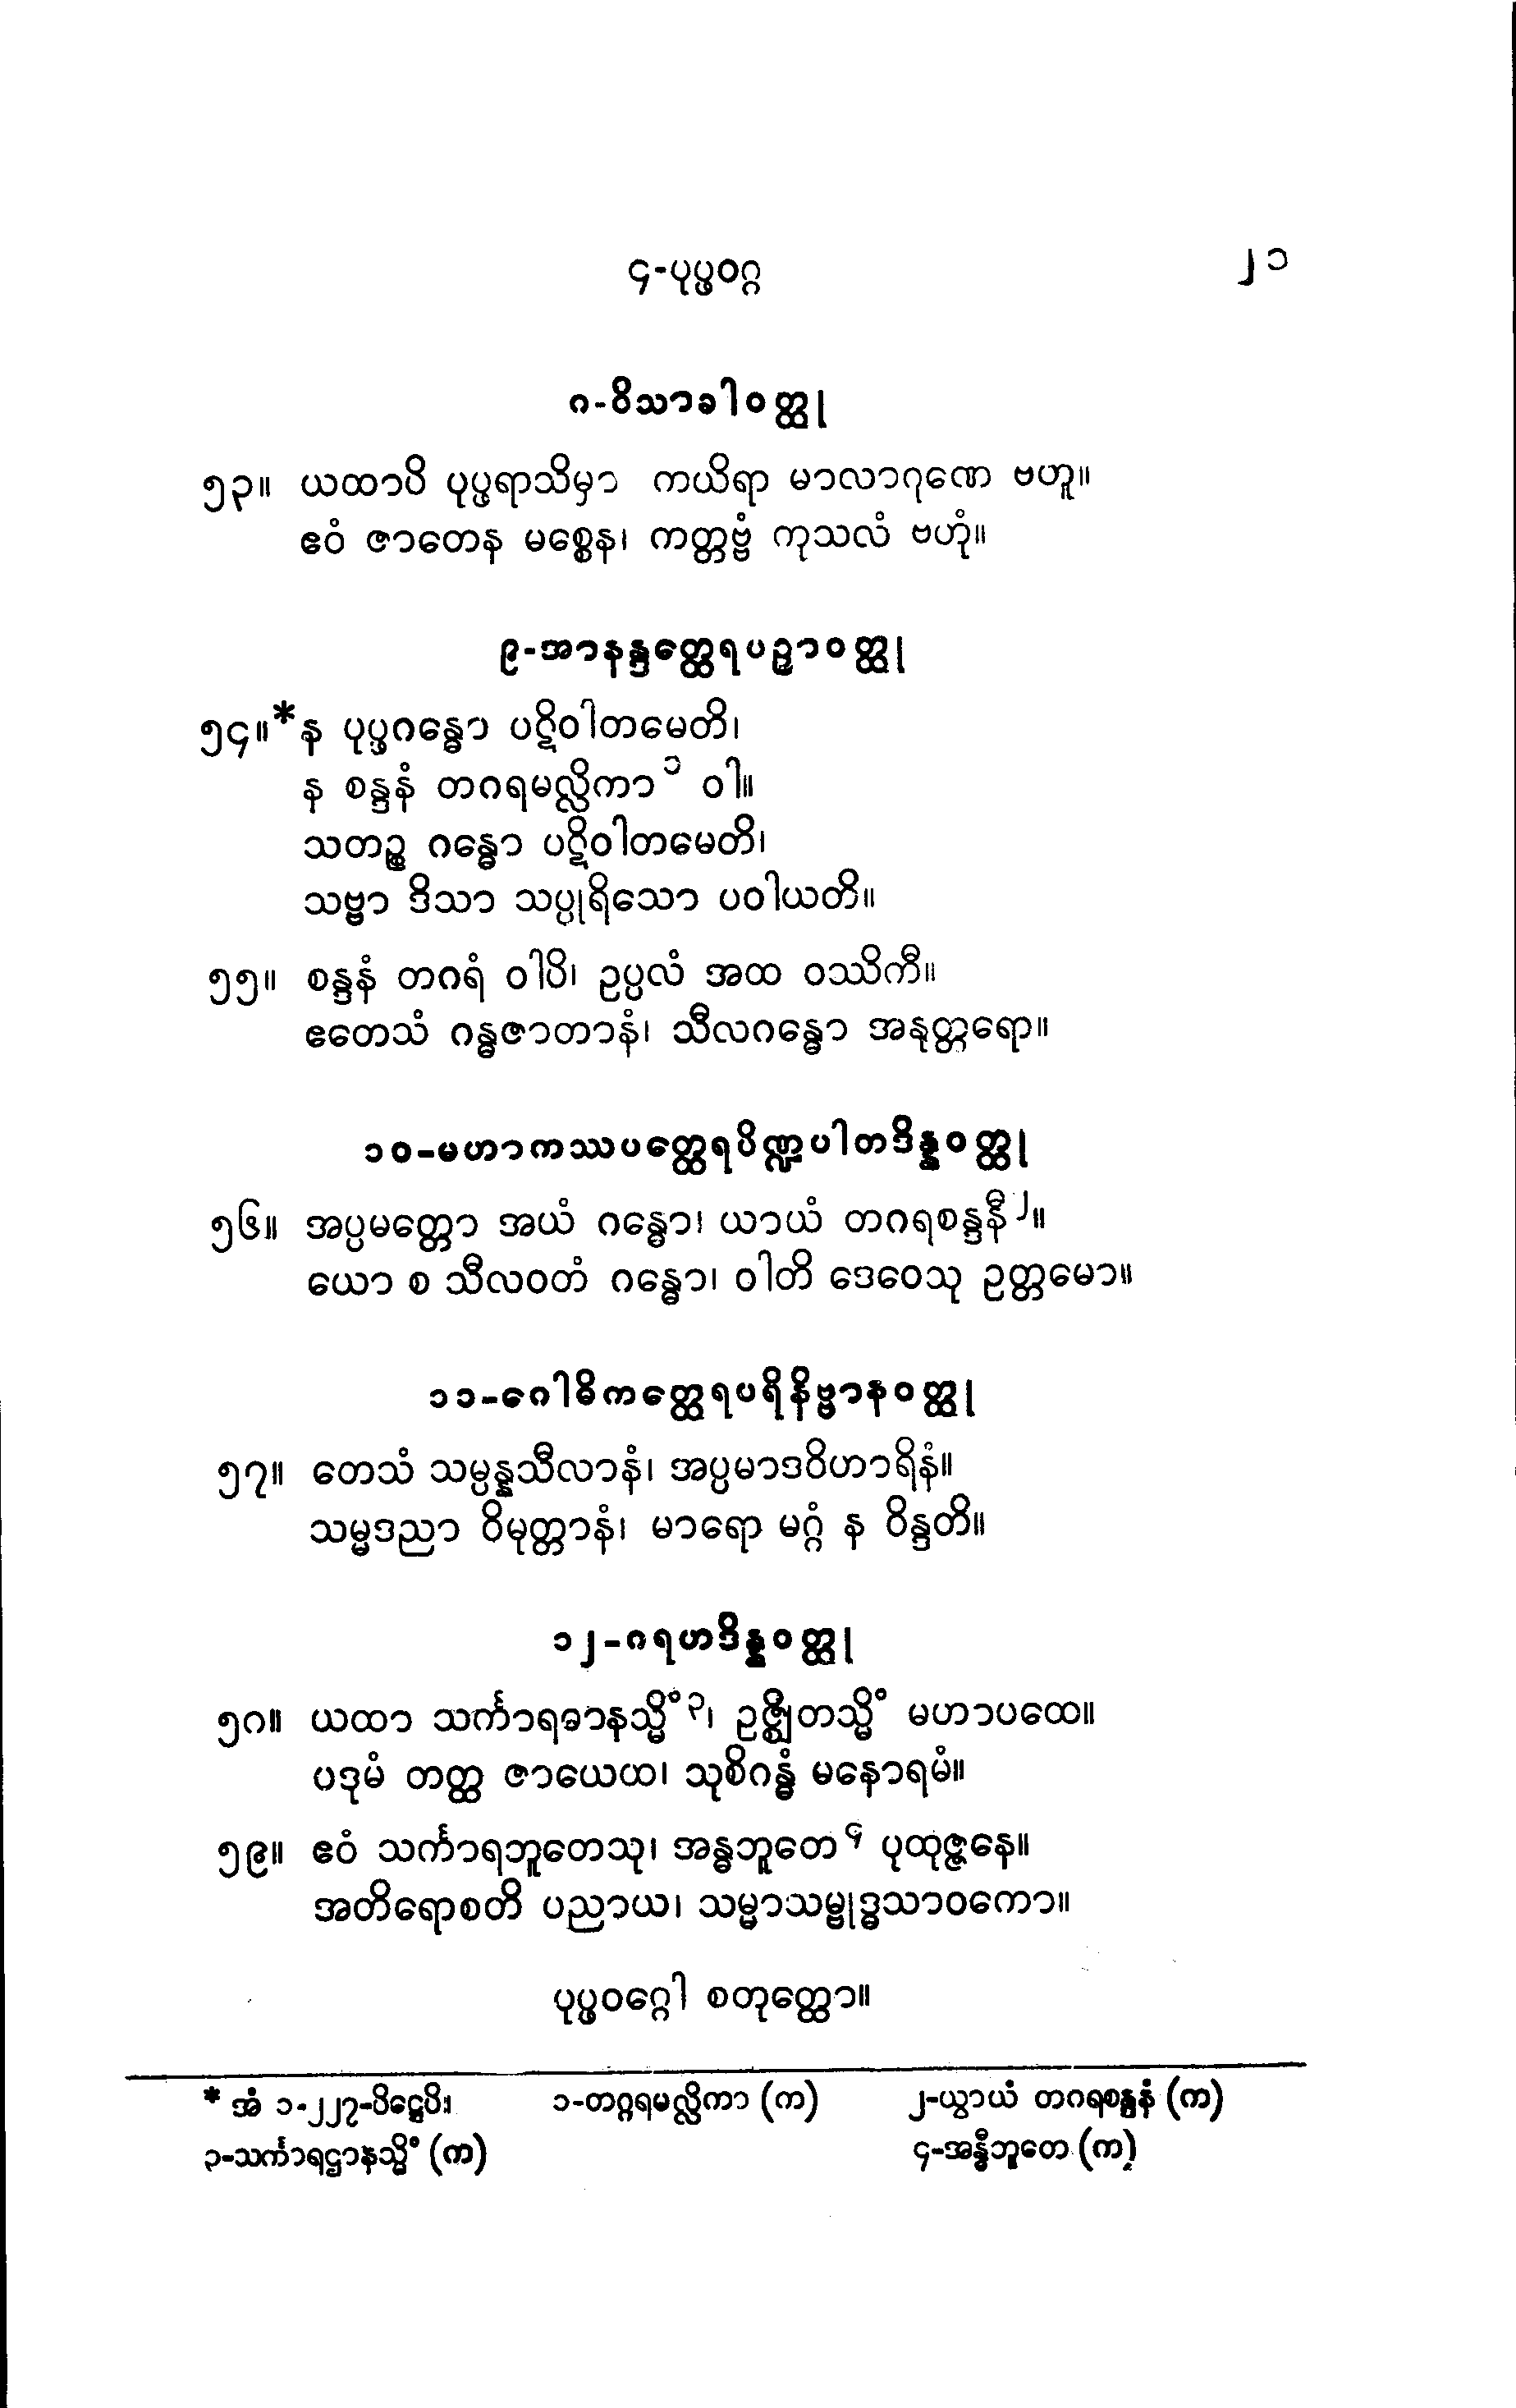 ၄-ပုပ္ဖဝဂ္ဂ ၂၁
၈-ဝိသာခါဝတ္ထု
၅၃။ ယထာပိ ပုပ္ဖရာသိမှာ ကယိရာ မာလာဂုဏေ ဗဟူ။
ဧဝံ ဇာတေန မစ္စေန၊ ကတ္တဗ္ဗံ ကုသလံ ဗဟုံ။
၉-အာနန္ဒတ္ထေရပဉှာဝတ္ထု
၅၄။*န ပုပ္ဖဂန္ဓော ပဋိဝါတမေတိ၊
န စန္ဒနံ တဂရမလ္လိကာ ၁ ဝါ။
သတဉ္စ ဂန္ဓော ပဋိဝါတမေတိ၊
သဗ္ဗာ ဒိသာ သပ္ပုရိသော ပဝါယတိ။
၅၅။ စန္ဒနံ တဂရံ ဝါပိ၊ ဥပ္ပလံ အထ ဝဿိကီ။
ဧတေသံ ဂန္ဓဇာတာနံ၊ သီလဂန္ဓော အနုတ္တရော။
၁၀-မဟာကဿပတ္ထေရပိဏ္ဍပါတဒိန္နဝတ္ထု
၅၆။ အပ္ပမတ္တော အယံ ဂန္ဓော၊ ယာယံ တဂရစန္ဒနီ ၂။
ယော စ သီလဝတံ ဂန္ဓော၊ ဝါတိ ဒေဝေသု ဥတ္တမော။
၁၁-ဂေါဓိကတ္ထေရပရိနိဗ္ဗာနဝတ္ထု
၅၇။ တေသံ သမ္ပန္နသီလာနံ၊ အပ္ပမာဒဝိဟာရိနံ။
သမ္မဒညာ ဝိမုတ္တာနံ၊ မာရော မဂ္ဂံ န ဝိန္ဒတိ။
၁၂-ဂရဟဒိန္နဝတ္ထု
၅၈။ ယထာ သင်္ကာရဓာနသ္မိံ ၃၊ ဥဇ္ဈိတသ္မိံ မဟာပထေ။
ပဒုမံ တတ္ထ ဇာယေထ၊ သုစိဂန္ဓံ မနောရမံ။
၅၉။ ဧဝံ သင်္ကာရဘူတေသု၊ အန္ဓဘူတေ ၄ ပုထုဇ္ဇနေ။
အတိရောစတိ ပညာယ၊ သမ္မာသမ္ဗုဒ္ဓသာဝကော။
ပုပ္ဖဝဂ္ဂေါ စတုတ္ထော။
* အံ ၁-၂၂၇-ပိဋ္ဌေပိ၊ ၁-တဂ္ဂရမလ္လိကာ (က) ၂-ယွာယံ တဂရစန္ဒနံ (က)
၃-သင်္ကာရဌာနသ္မိံ (က) ၄-အန္ဓီဘူတေ (က)